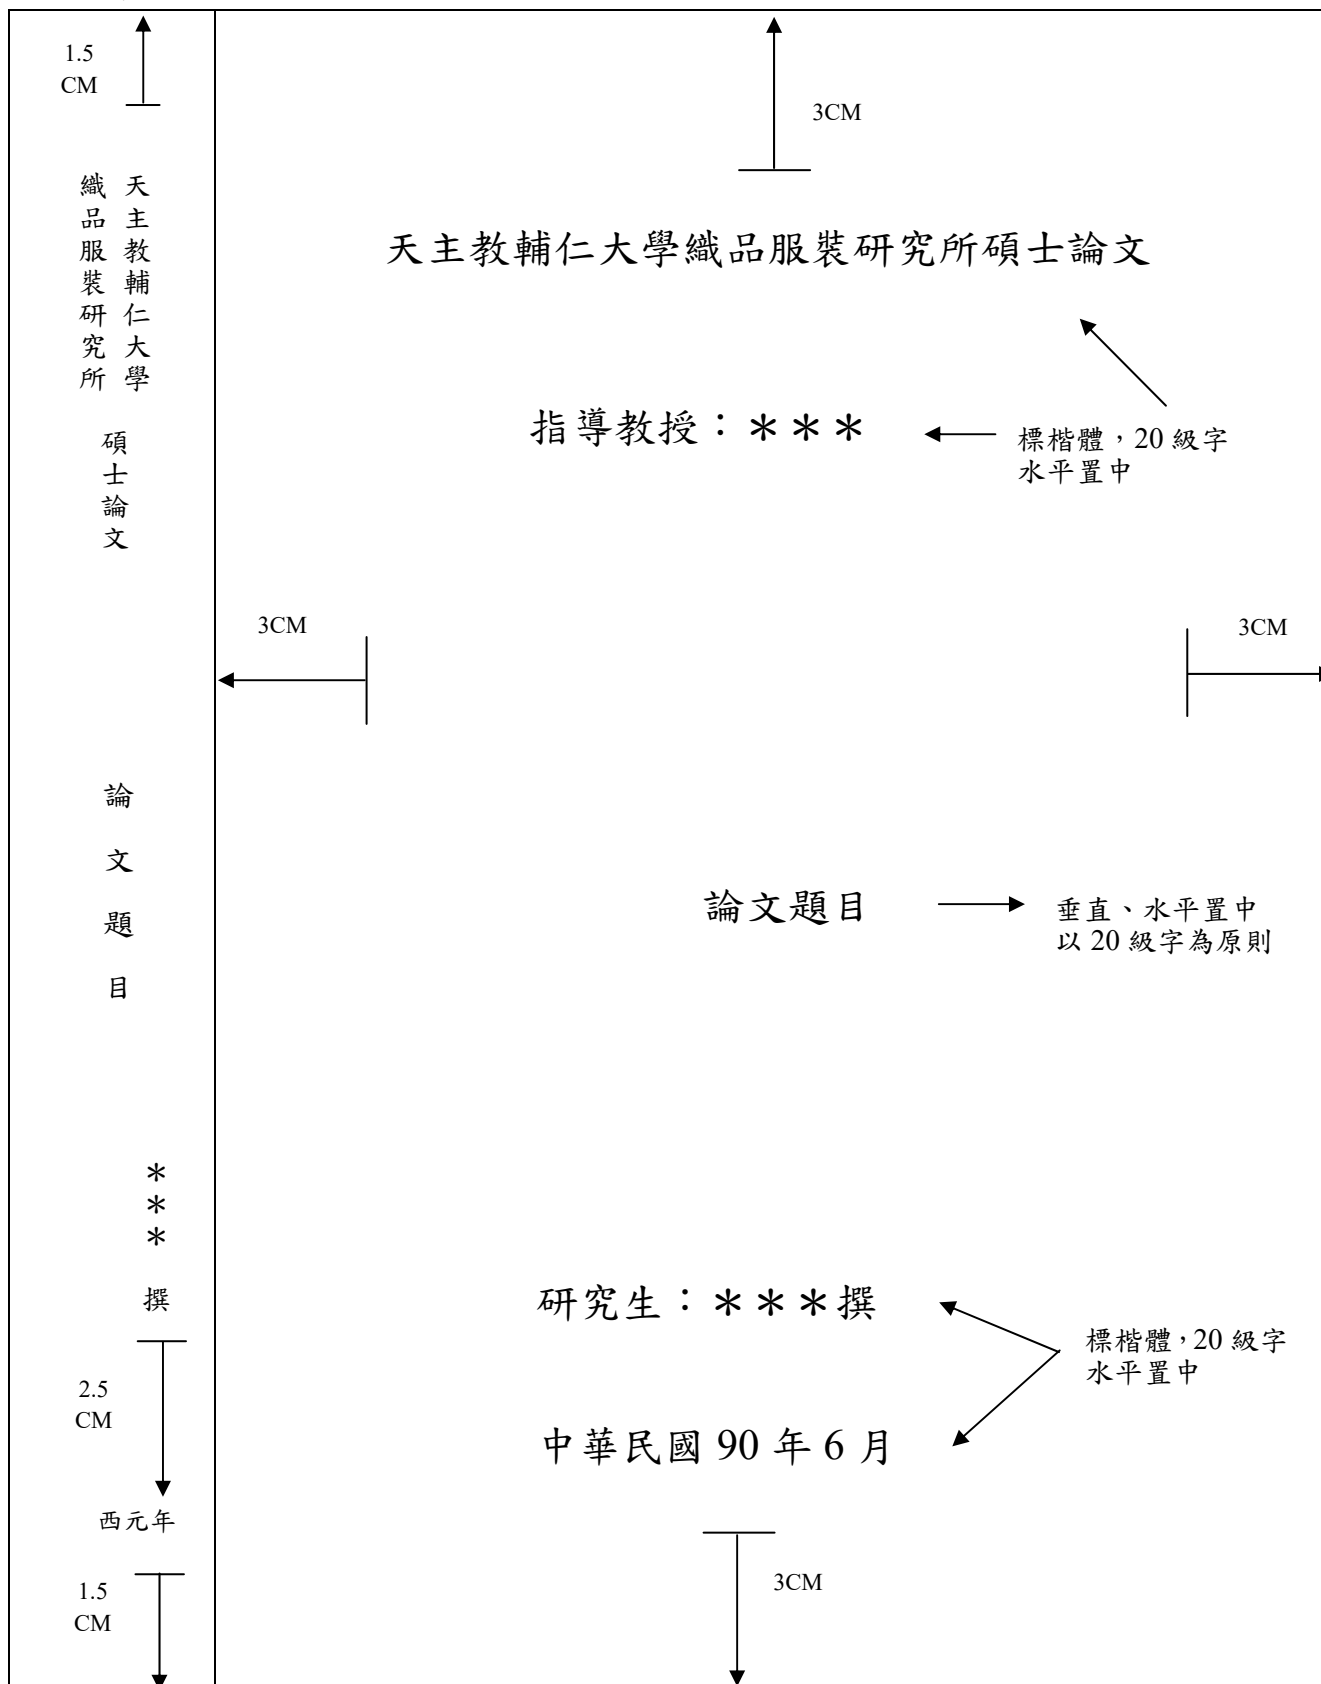 1.5
CM
天主教輔仁大學
織品服裝研究所
碩士論文
論文題目
＊＊＊ 撰
2.5
CM
西元年
1.5
CM
3CM
天主教輔仁大學織品服裝研究所碩士論文
指導教授：＊＊＊
標楷體，20 級字
水平置中
3CM
3CM
論文題目
垂直、水平置中
以 20 級字為原則
研究生：＊＊＊撰
標楷體，20 級字
水平置中
中華民國 90 年 6 月
3CM